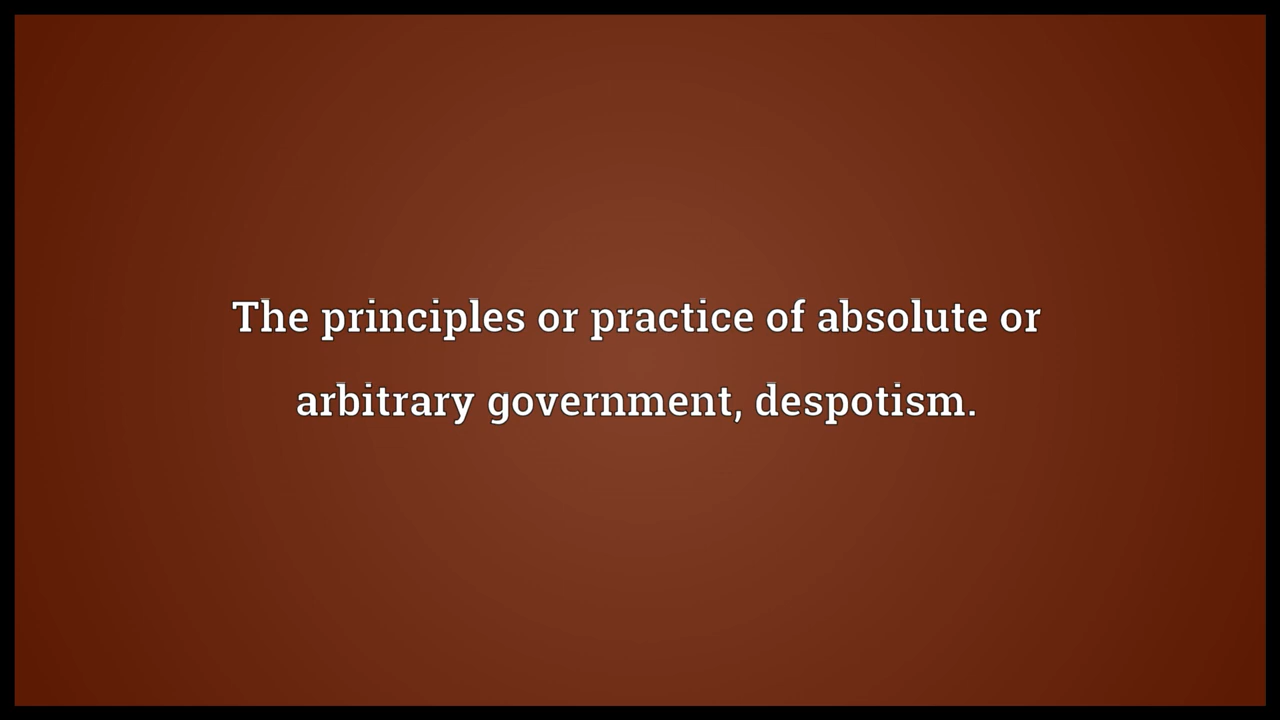 The principles or practice of absolute or
arbitrary government, despotism.